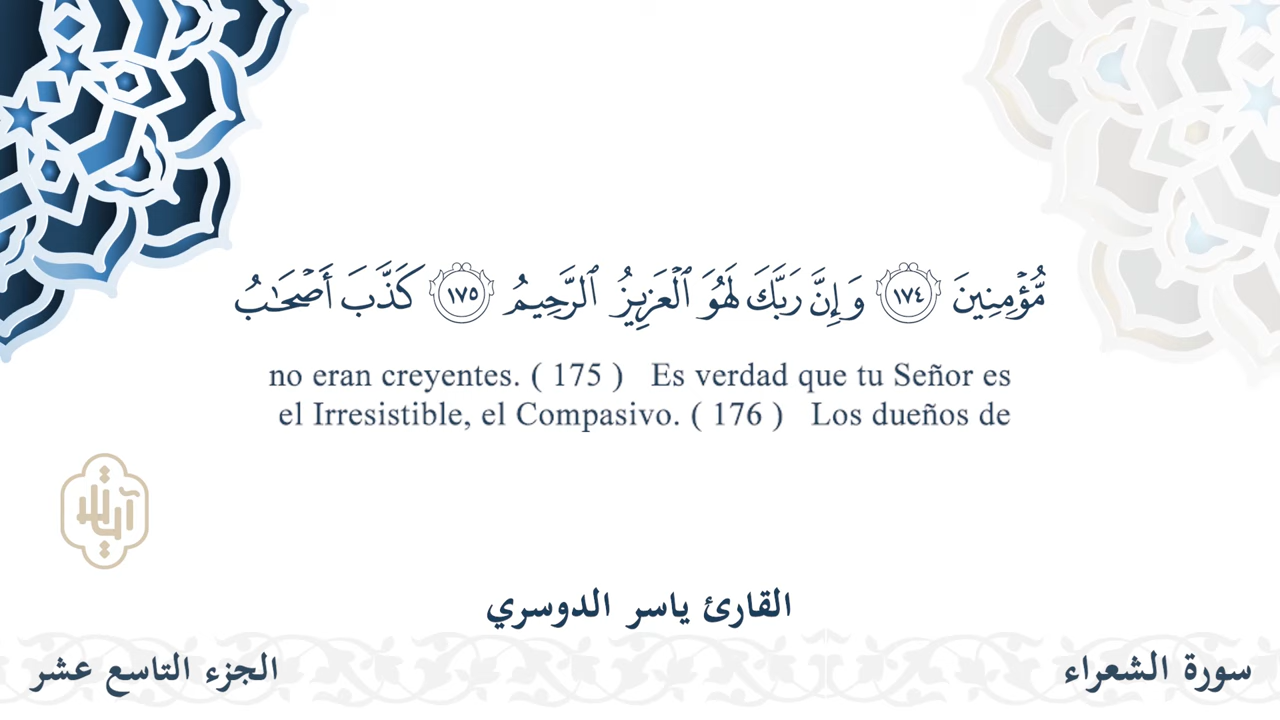 مُّؤۡمِنِينَ ١٧٤ وَإِنَّ رَبَّكَ لَهُوَ ٱلۡعَزِيزُ ٱلرَّحِيمُ ١٧٥ كَذَّبَ أَصۡحَٰبُ
no eran creyentes. ( 175 ) Es verdad que tu Señor es
el Irresistible, el Compasivo. ( 176 ) Los dueños de
القارئ ياسر الدوسري
سورة الشعراء
الجزء التاسع عشر